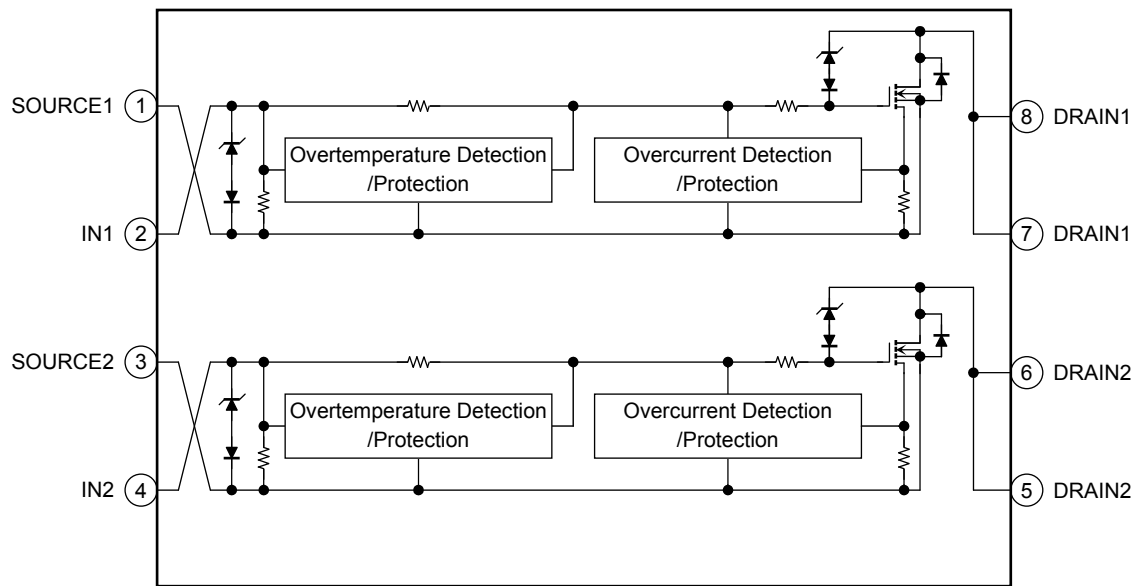 SOURCE1 1
Overtemperature Detection
/Protection
Overcurrent Detection
/Protection
8 DRAIN1
IN1 2
7 DRAIN1
SOURCE2 3
Overtemperature Detection
/Protection
Overcurrent Detection
/Protection
6 DRAIN2
IN2 4
5 DRAIN2